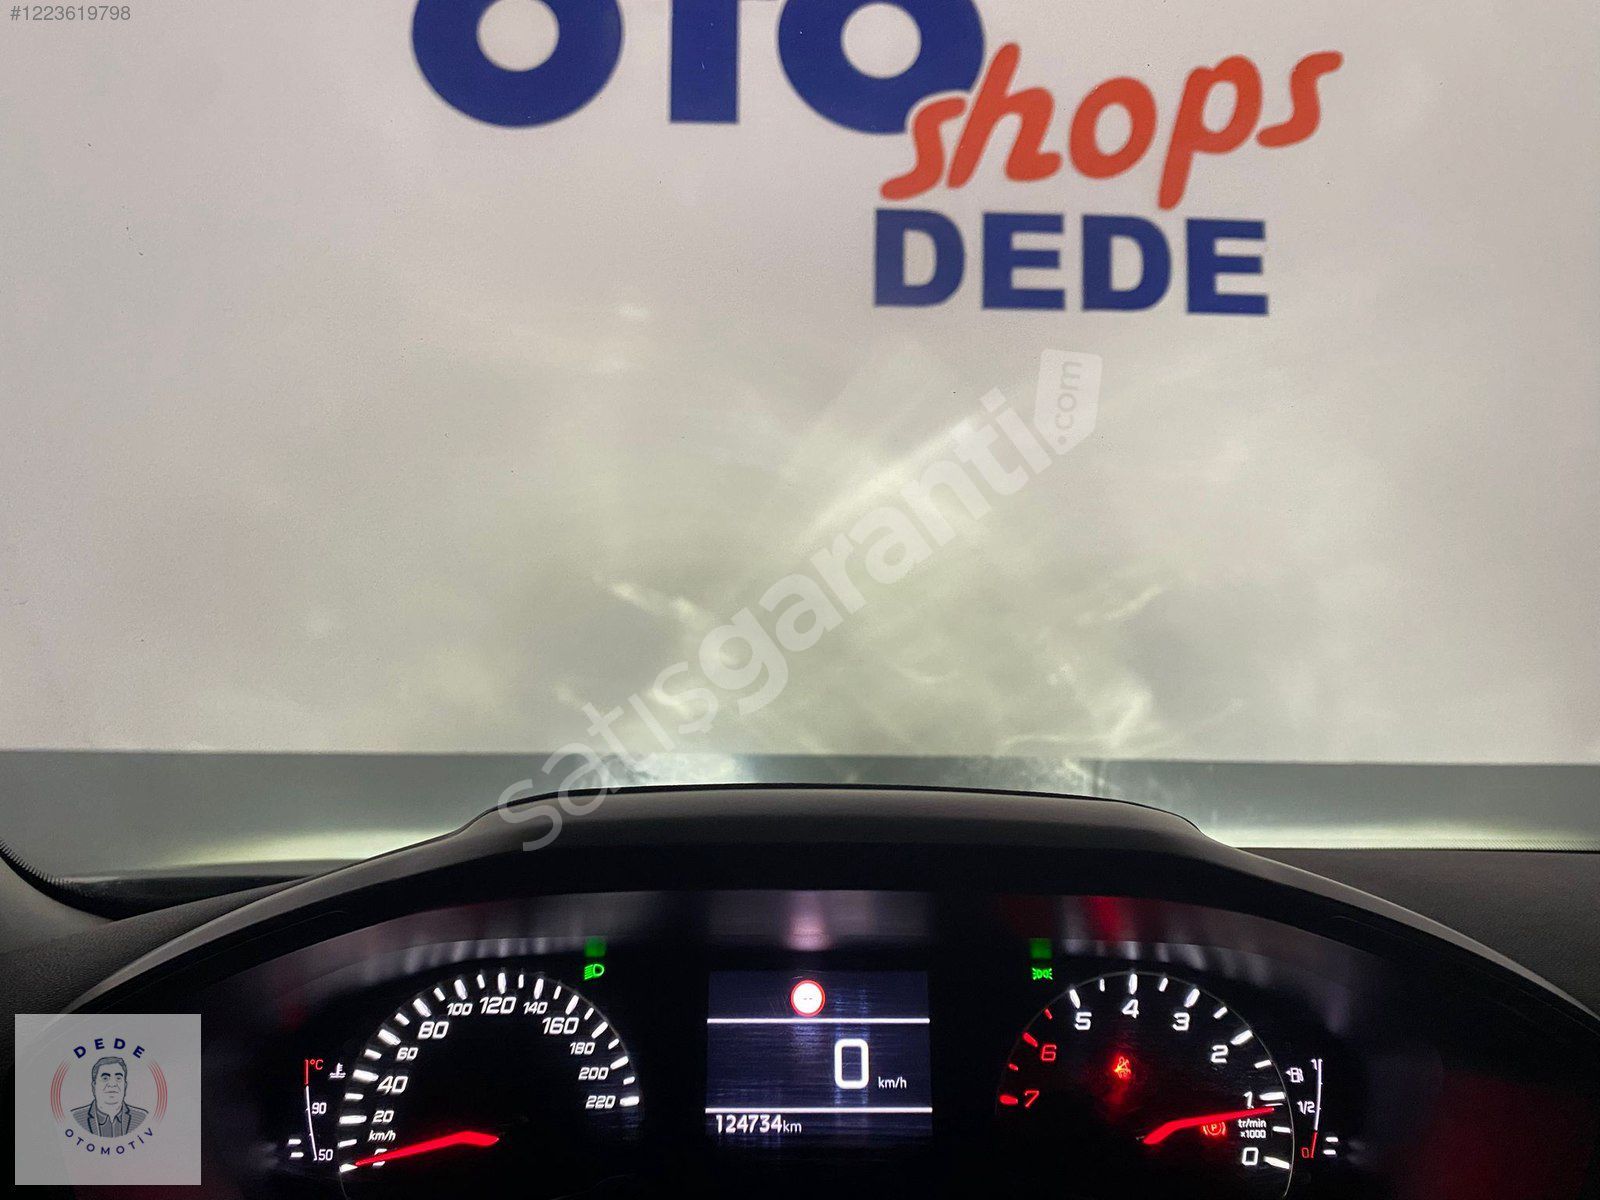 #1223619798
OTO
shops
DEDE
satışgaranti.com
km/h
0
20
40
60
80
100
120
140
160
180
200
220
°C
90
50
--
0 km/h
124734km
7
6
5
4
3
2
1
0
tr/min
x1000
P
1
1/2
0
DEDE
OTOMOTİV